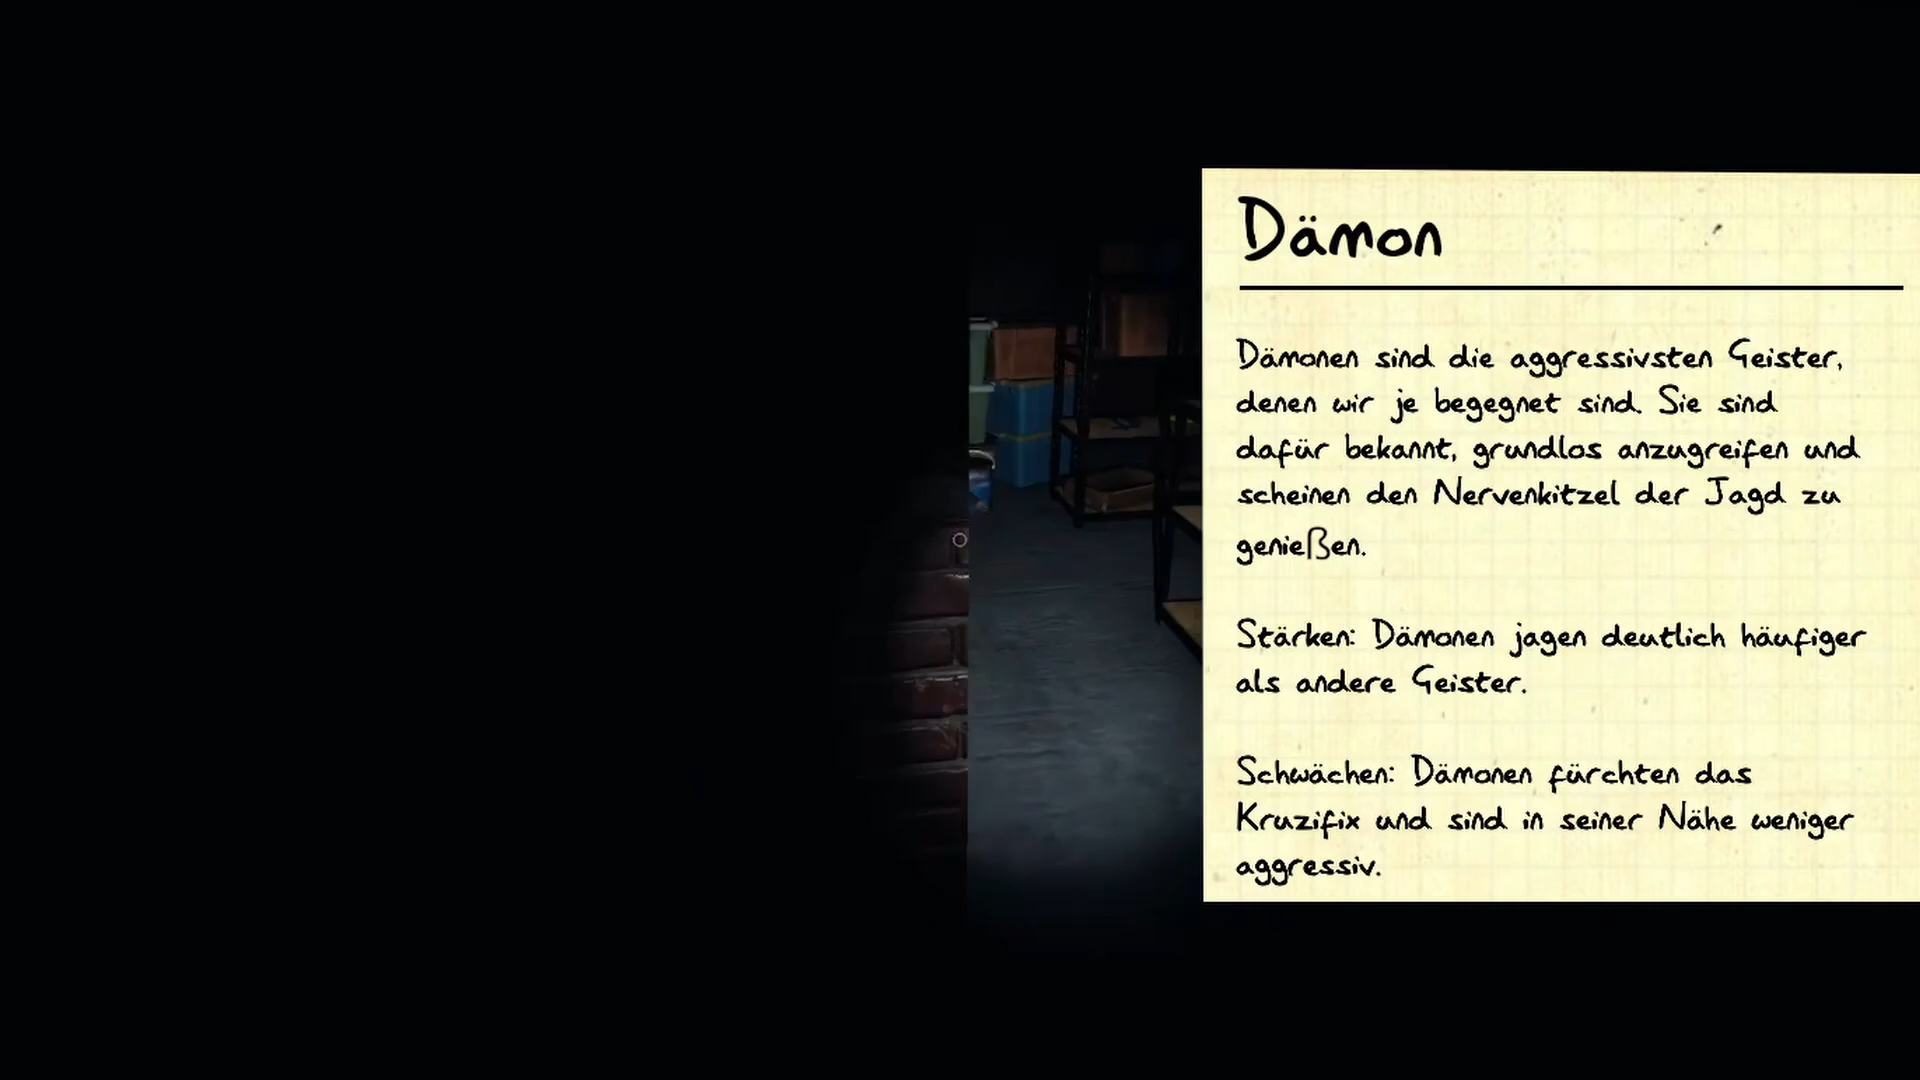 Dämon
Dämonen sind die aggressivsten Geister,
denen wir je begegnet sind. Sie sind
dafür bekannt, grundlos anzugreifen und
scheinen den Nervenkitzel der Jagd zu
genießen.
Stärken: Dämonen jagen deutlich häufiger
als andere Geister.
Schwächen: Dämonen fürchten das
Kruzifix und sind in seiner Nähe weniger
aggressiv.